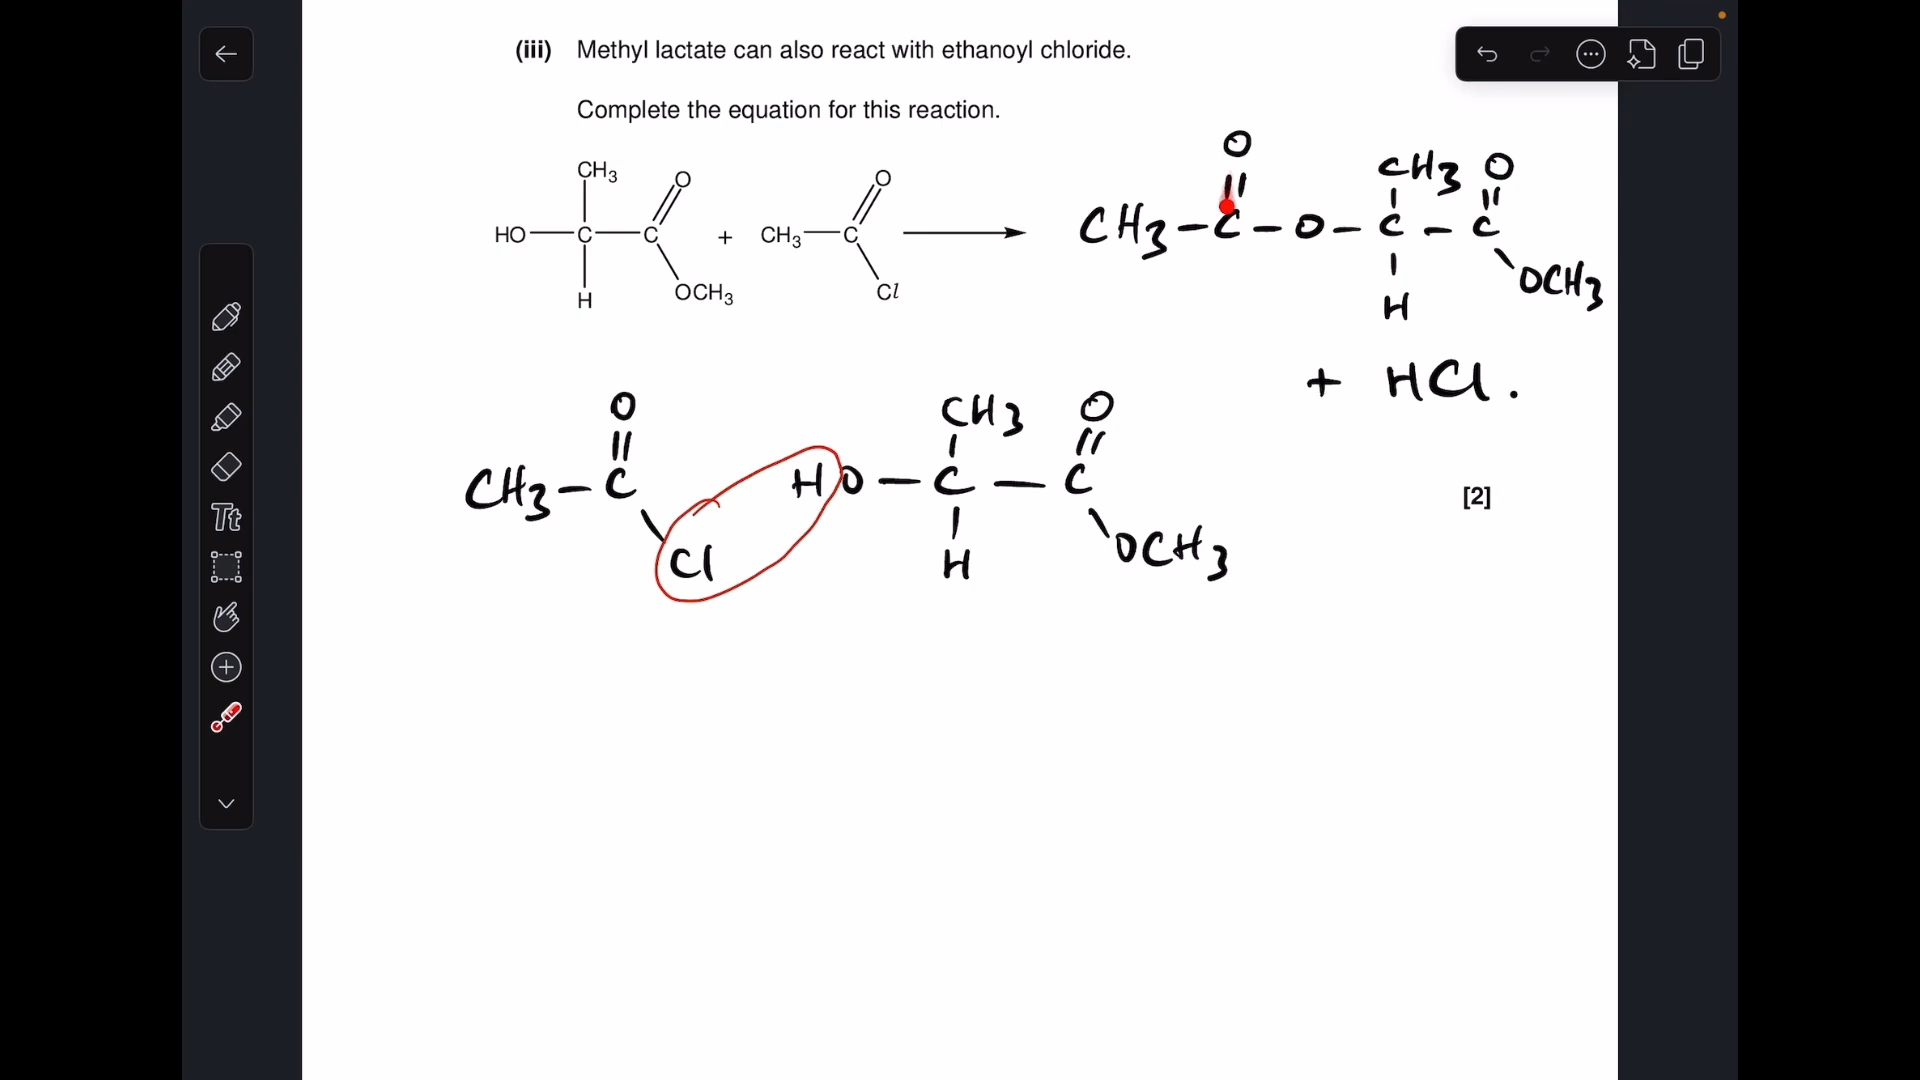 (iii) Methyl lactate can also react with ethanoyl chloride.
Complete the equation for this reaction.
CH₃ O O
HO C C + CH₃ C
H OCH₃ Cl
O CH₃ O
CH₃ – C – O – C – C
H OCH₃
+ HCl.
O CH₃ O
CH₃ – C HO – C – C
Cl H OCH₃
[2]
Tt